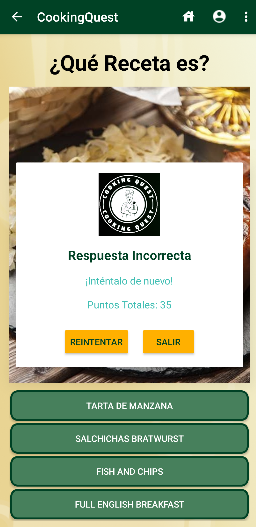 CookingQuest
¿Qué Receta es?
COOKING QUEST
COOKING QUEST
Respuesta Incorrecta
¡Inténtalo de nuevo!
Puntos Totales: 35
REINTENTAR
SALIR
TARTA DE MANZANA
SALCHICHAS BRATWURST
FISH AND CHIPS
FULL ENGLISH BREAKFAST